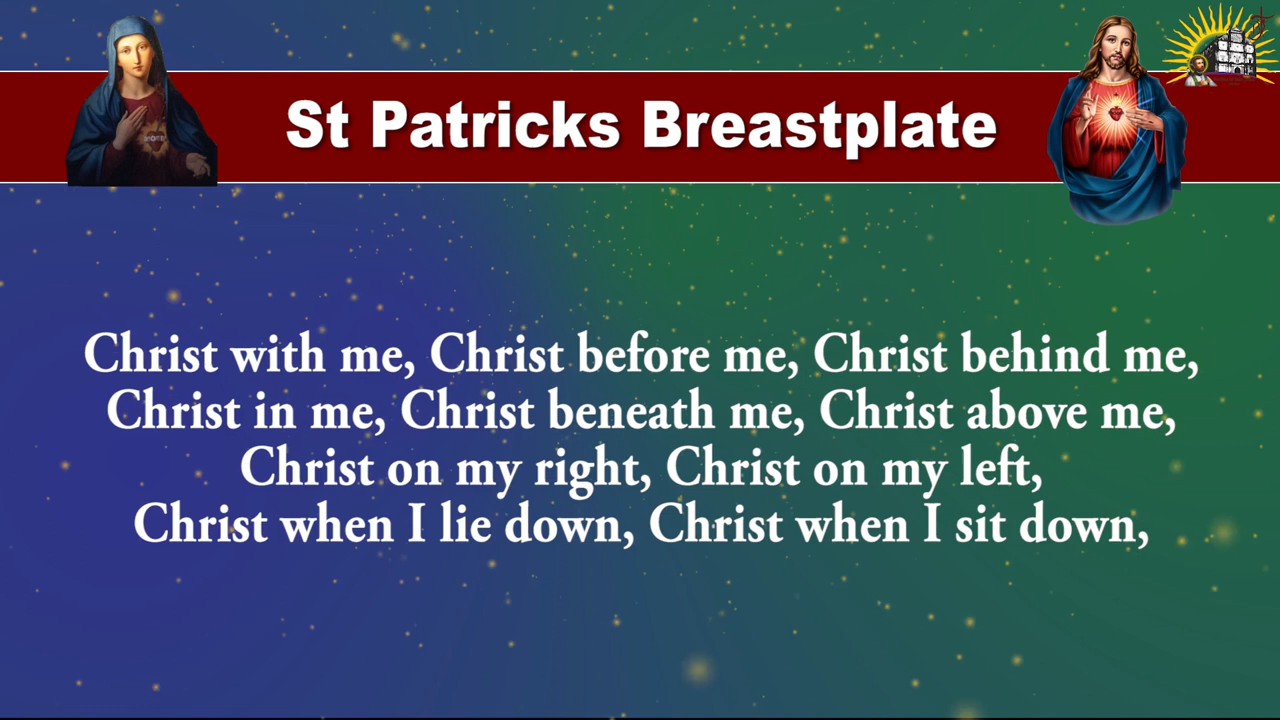 St Patricks Breastplate
Christ with me, Christ before me, Christ behind me,
Christ in me, Christ beneath me, Christ above me,
Christ on my right, Christ on my left,
Christ when I lie down, Christ when I sit down,